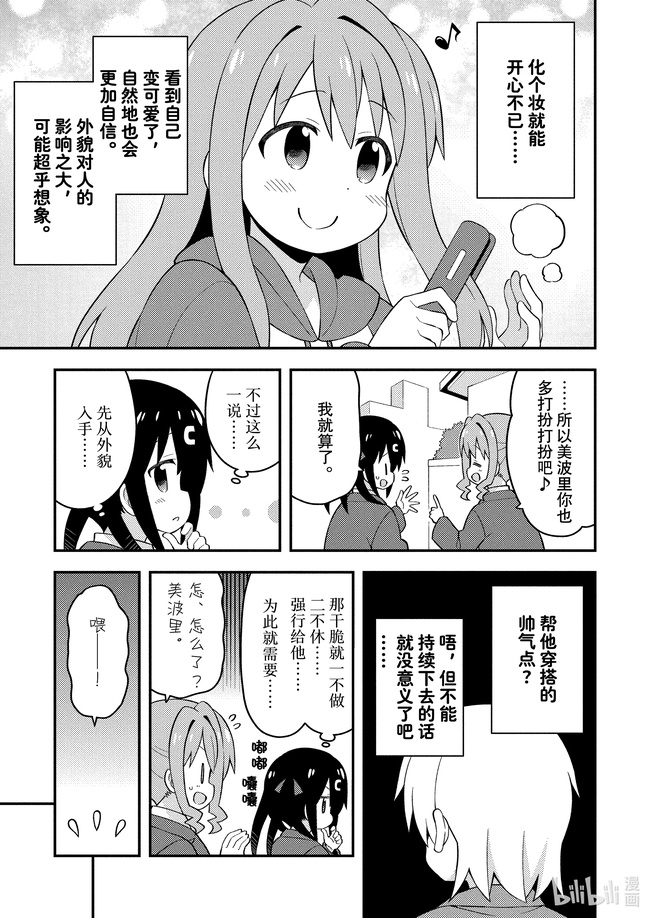 化个妆就能
开心不已……
看到自己
变可爱了，
自然地也会
更加自信。
外貌对人的
影响之大，
可能超乎想象。
……所以美波里你也
多打扮打扮吧♪
我就算了。
不过这么
一说……
先从外貌
入手……
帮他穿搭的
帅气点？
唔，但不能
持续下去的话
就没意义了吧
……
那干脆就一不做
二不休……
强行给他……
为此就需要……
嘟嘟
囔囔
怎、怎么了？
美波里。
喂——！
bilibili
漫画